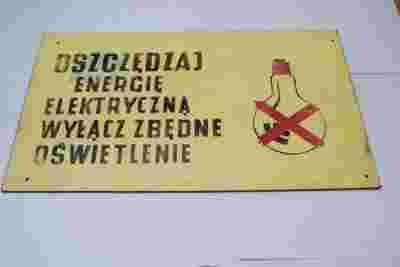 OSZCZĘDZAJ
ENERGIĘ
ELEKTRYCZNĄ
WYŁĄCZ ZBĘDNE
OŚWIETLENIE